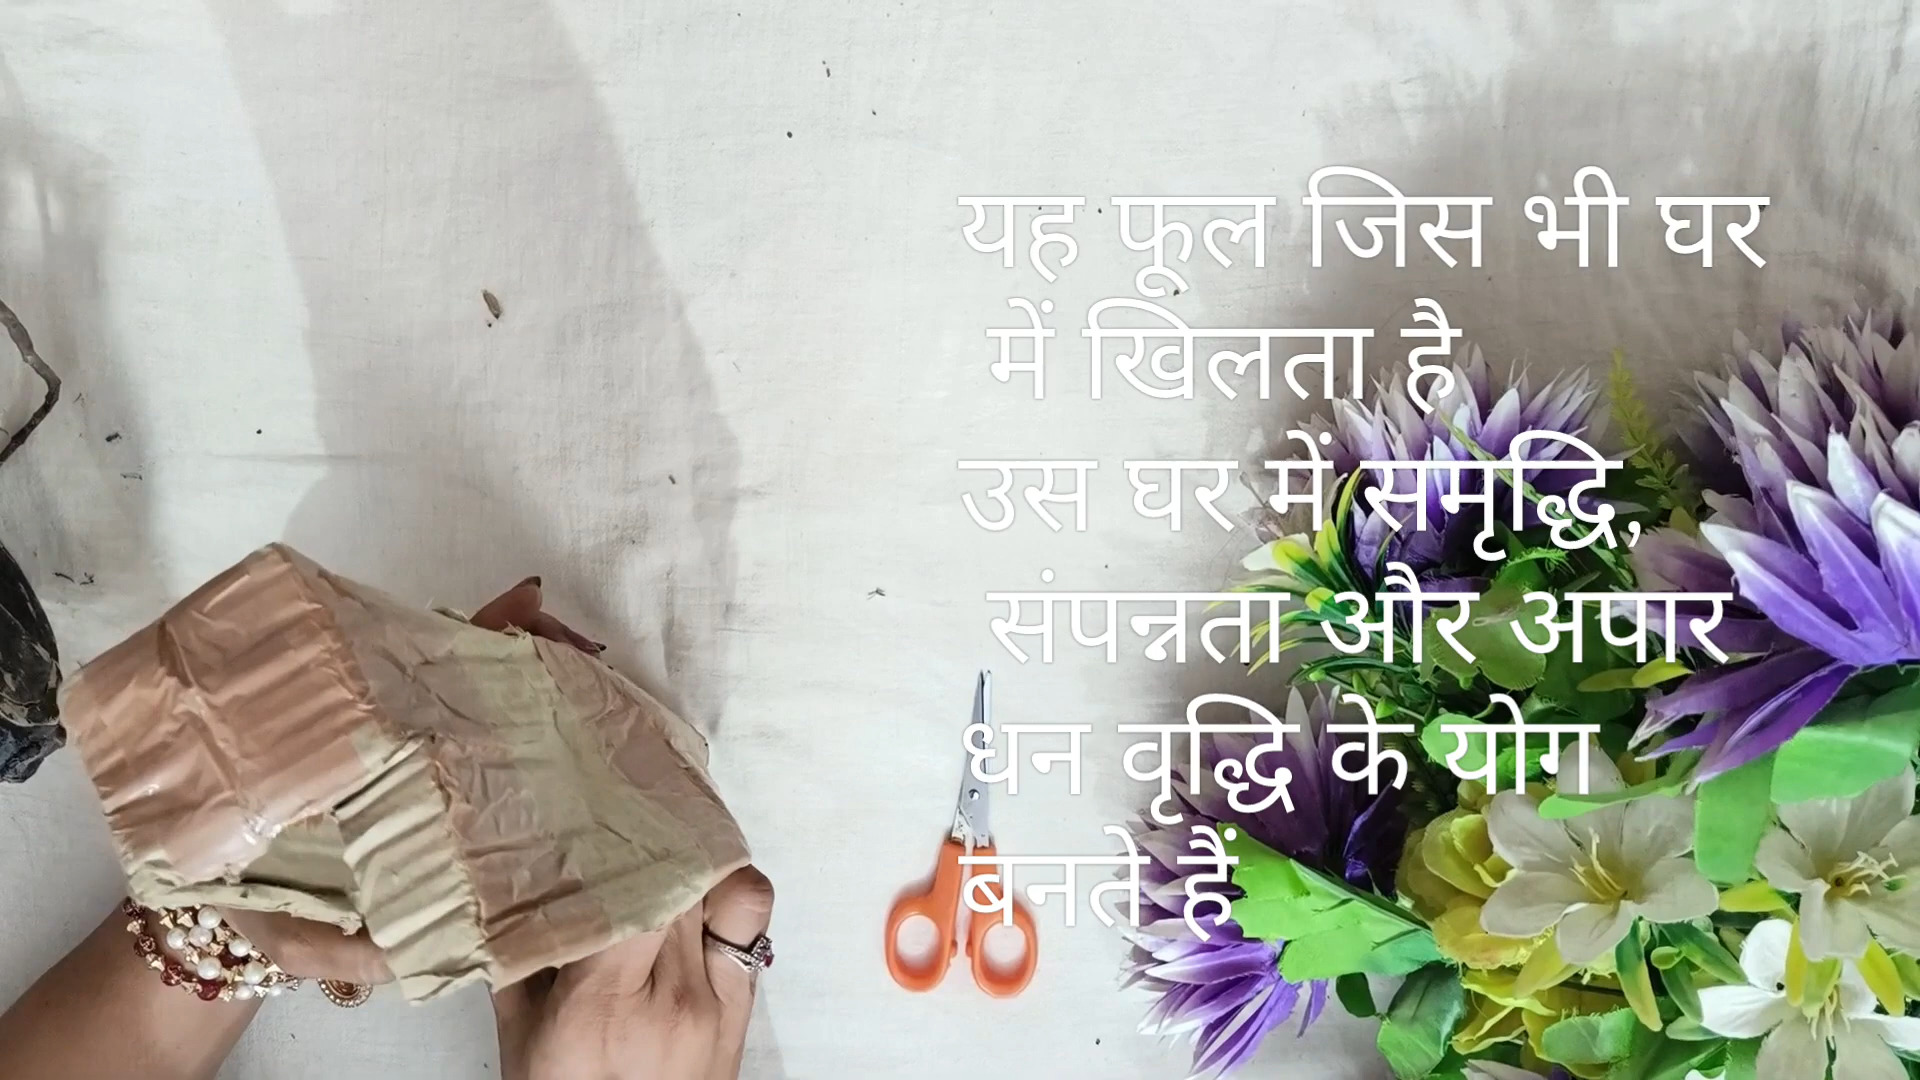 यह फूल जिस भी घर
में खिलता है
उस घर में समृद्धि,
संपन्नता और अपार
धन वृद्धि के योग
बनते हैं